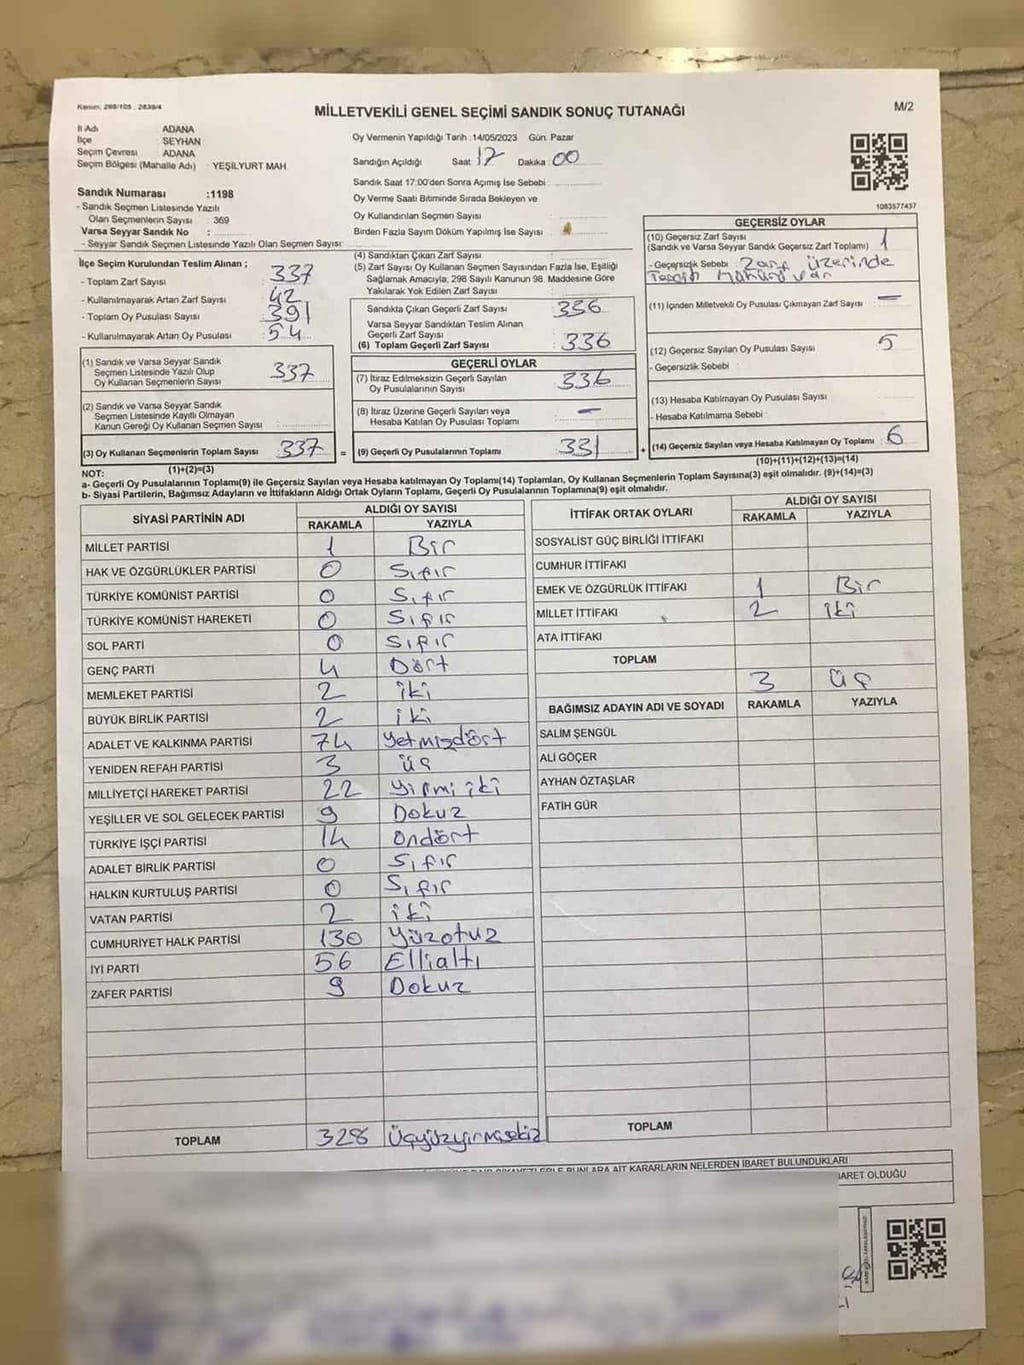 Kanun; 298/105 , 2839/4
M/2
MİLLETVEKİLİ GENEL SEÇİMİ SANDIK SONUÇ TUTANAĞI
İl Adı ADANA
İlçe SEYHAN
Seçim Çevresi ADANA
Seçim Bölgesi (Mahalle Adı) : YEŞİLYURT MAH
Sandık Numarası :1198
- Sandık Seçmen Listesinde Yazılı
Olan Seçmenlerin Sayısı : 369
Varsa Seyyar Sandık No :
- Seyyar Sandık Seçmen Listesinde Yazılı Olan Seçmen Sayısı:
Oy Vermenin Yapıldığı Tarih :14/05/2023 Gün: Pazar
Sandığın Açıldığı Saat 17 Dakika 00
Sandık Saat 17:00'den Sonra Açımış İse Sebebi :
Oy Verme Saati Bitiminde Sırada Bekleyen ve
Oy Kullandırılan Seçmen Sayısı
Birden Fazla Sayım Döküm Yapılmış İse Sayısı :
1083577437
İlçe Seçim Kurulundan Teslim Alınan ;
- Toplam Zarf Sayısı : 337
- Kullanılmayarak Artan Zarf Sayısı : 42
- Toplam Oy Pusulası Sayısı : 391
- Kullanılmayarak Artan Oy Pusulası : 54
(1) Sandık ve Varsa Seyyar Sandık
Seçmen Listesinde Yazılı Olup
Oy Kullanan Seçmenlerin Sayısı : 337
(2) Sandık ve Varsa Seyyar Sandık
Seçmen Listesinde Kayıtlı Olmayan
Kanun Gereği Oy Kullanan Seçmen Sayısı :
(3) Oy Kullanan Seçmenlerin Toplam Sayısı : 337 =
(4) Sandıktan Çıkan Zarf Sayısı :
(5) Zarf Sayısı Oy Kullanan Seçmen Sayısından Fazla İse, Eşitliği
Sağlamak Amacıyla, 298 Sayılı Kanunun 98. Maddesine Göre
Yakılarak Yok Edilen Zarf Sayısı
Sandıkta Çıkan Geçerli Zarf Sayısı : 336
Varsa Seyyar Sandıktan Teslim Alınan
Geçerli Zarf Sayısı
(6) Toplam Geçerli Zarf Sayısı : 336
GEÇERLİ OYLAR
(7) İtiraz Edilmeksizin Geçerli Sayılan
Oy Pusulalarının Sayısı : 336
(8) İtiraz Üzerine Geçerli Sayılan veya
Hesaba Katılan Oy Pusulası Toplamı : —
(9) Geçerli Oy Pusulalarının Toplamı : 331 +
GEÇERSİZ OYLAR
(10) Geçersiz Zarf Sayısı
(Sandık ve Varsa Seyyar Sandık Geçersiz Zarf Toplamı) : 1
- Geçersizlik Sebebi : Zarf üzerinde
Tercih Mührü var
(11) İçinden Milletvekili Oy Pusulası Çıkmayan Zarf Sayısı : —
(12) Geçersiz Sayılan Oy Pusulası Sayısı : 5
- Geçersizlik Sebebi :
(13) Hesaba Katılmayan Oy Pusulası Sayısı :
- Hesaba Katılmama Sebebi :
(14) Geçersiz Sayılan veya Hesaba Katılmayan Oy Toplamı : 6
NOT: (1)+(2)=(3) (10)+(11)+(12)+(13)=(14)
a- Geçerli Oy Pusulalarının Toplamı(9) ile Geçersiz Sayılan veya Hesaba katılmayan Oy Toplamı(14) Toplamları, Oy Kullanan Seçmenlerin Toplam Sayısına(3) eşit olmalıdır. (9)+(14)=(3)
b- Siyasi Partilerin, Bağımsız Adayların ve İttifakların Aldığı Ortak Oyların Toplamı, Geçerli Oy Pusulalarının Toplamına(9) eşit olmalıdır.
SİYASİ PARTİNİN ADI ALDIĞI OY SAYISI
RAKAMLA YAZIYLA
MİLLET PARTİSİ 1 Bir
HAK VE ÖZGÜRLÜKLER PARTİSİ 0 Sıfır
TÜRKİYE KOMÜNİST PARTİSİ 0 Sıfır
TÜRKİYE KOMÜNİST HAREKETİ 0 Sıfır
SOL PARTİ 0 Sıfır
GENÇ PARTİ 4 Dört
MEMLEKET PARTİSİ 2 iki
BÜYÜK BİRLİK PARTİSİ 2 iki
ADALET VE KALKINMA PARTİSİ 74 Yetmişdört
YENİDEN REFAH PARTİSİ 3 üç
MİLLİYETÇİ HAREKET PARTİSİ 22 Yirmi iki
YEŞİLLER VE SOL GELECEK PARTİSİ 9 Dokuz
TÜRKİYE İŞÇİ PARTİSİ 14 Ondört
ADALET BİRLİK PARTİSİ 0 Sıfır
HALKIN KURTULUŞ PARTİSİ 0 Sıfır
VATAN PARTİSİ 2 iki
CUMHURİYET HALK PARTİSİ 130 Yüzotuz
İYİ PARTİ 56 Ellialtı
ZAFER PARTİSİ 9 Dokuz
TOPLAM 328 Üçyüzyirmisekiz
İTTİFAK ORTAK OYLARI ALDIĞI OY SAYISI
RAKAMLA YAZIYLA
SOSYALİST GÜÇ BİRLİĞİ İTTİFAKI
CUMHUR İTTİFAKI
EMEK VE ÖZGÜRLÜK İTTİFAKI 1 Bir
MİLLET İTTİFAKI 2 iki
ATA İTTİFAKI
TOPLAM 3 üç
BAĞIMSIZ ADAYIN ADI VE SOYADI RAKAMLA YAZIYLA
SALİM ŞENGÜL
ALİ GÖÇER
AYHAN ÖZTAŞLAR
FATİH GÜR
TOPLAM
BUNLARA AİT KARARLARIN NELERDEN İBARET BULUNDUKLARI
BARET OLDUĞU